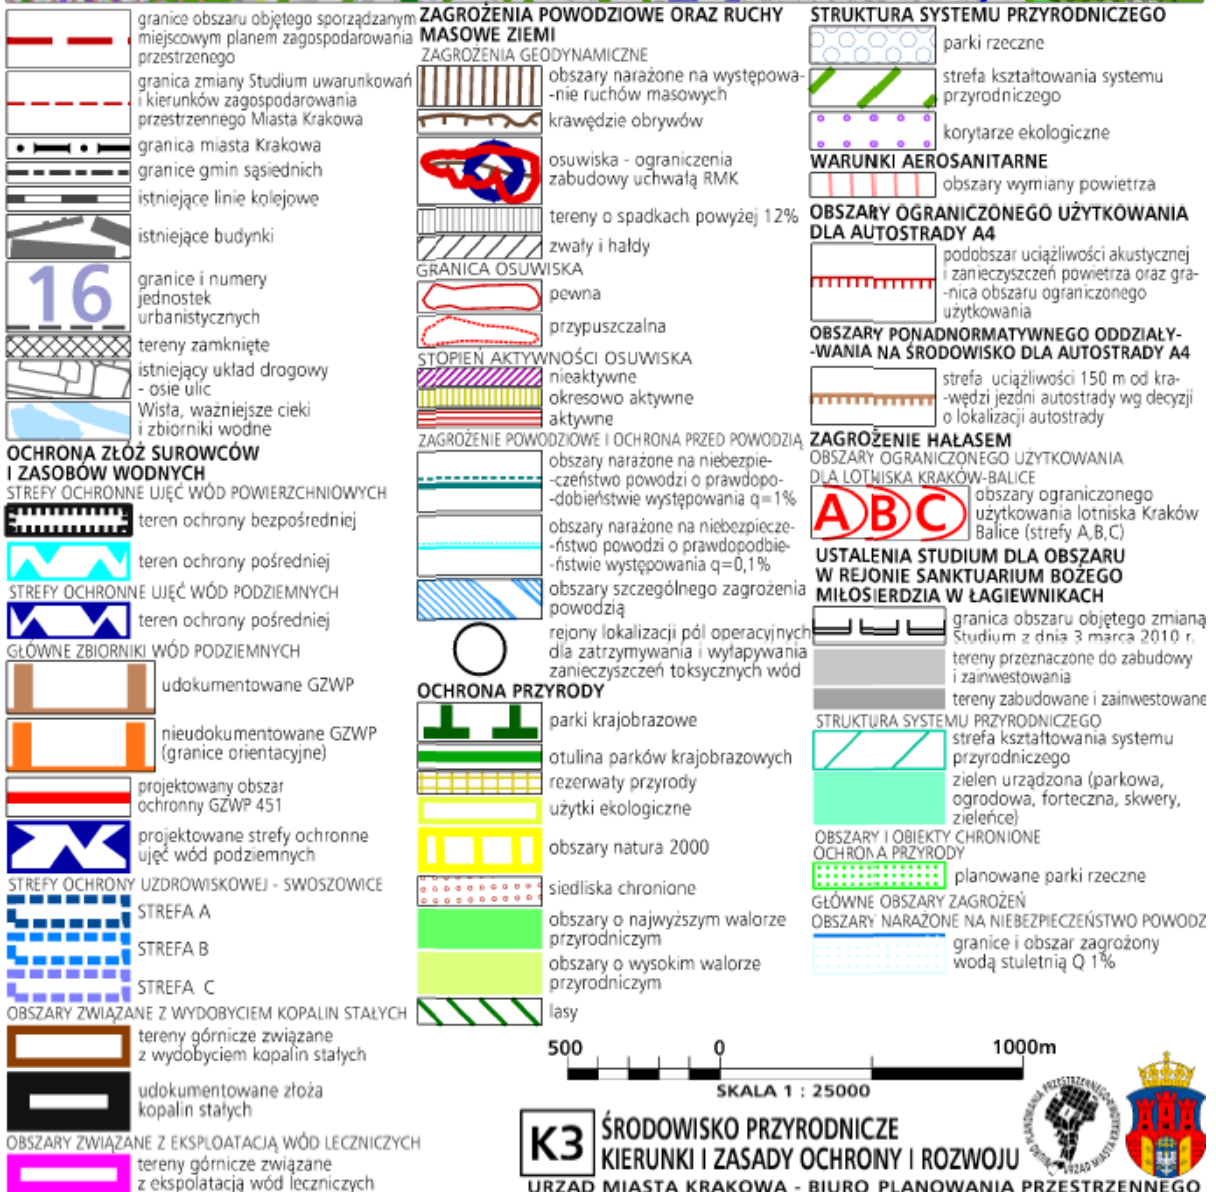 granice obszaru objętego sporządzanym
miejscowym planem zagospodarowania
przestrzenego
granica zmiany Studium uwarunkowań
i kierunków zagospodarowania
przestrzennego Miasta Krakowa
granica miasta Krakowa
granice gmin sąsiednich
istniejące linie kolejowe
istniejące budynki
16
granice i numery
jednostek
urbanistycznych
tereny zamknięte
istniejący układ drogowy
- osie ulic
Wisła, ważniejsze cieki
i zbiorniki wodne
OCHRONA ZŁÓŻ SUROWCÓW
I ZASOBÓW WODNYCH
STREFY OCHRONNE UJĘĆ WÓD POWIERZCHNIOWYCH
teren ochrony bezpośredniej
teren ochrony pośredniej
STREFY OCHRONNE UJĘĆ WÓD PODZIEMNYCH
teren ochrony pośredniej
GŁÓWNE ZBIORNIKI WÓD PODZIEMNYCH
udokumentowane GZWP
nieudokumentowane GZWP
(granice orientacyjne)
projektowany obszar
ochronny GZWP 451
projektowane strefy ochronne
ujęć wód podziemnych
STREFY OCHRONY UZDROWISKOWEJ - SWOSZOWICE
STREFA A
STREFA B
STREFA C
OBSZARY ZWIĄZANE Z WYDOBYCIEM KOPALIN STAŁYCH
tereny górnicze związane
z wydobyciem kopalin stałych
udokumentowane złoża
kopalin stałych
OBSZARY ZWIĄZANE Z EKSPLOATACJĄ WÓD LECZNICZYCH
tereny górnicze związane
z ekspolatacją wód leczniczych
ZAGROŻENIA POWODZIOWE ORAZ RUCHY
MASOWE ZIEMI
ZAGROŻENIA GEODYNAMICZNE
obszary narażone na występowa-
-nie ruchów masowych
krawędzie obrywów
osuwiska - ograniczenia
zabudowy uchwałą RMK
tereny o spadkach powyżej 12%
zwały i hałdy
GRANICA OSUWISKA
pewna
przypuszczalna
STOPIEŃ AKTYWNOŚCI OSUWISKA
nieaktywne
okresowo aktywne
aktywne
ZAGROŻENIE POWODZIOWE I OCHRONA PRZED POWODZIĄ
obszary narażone na niebezpie-
-czeństwo powodzi o prawdopo-
-dobieństwie występowania q=1%
obszary narażone na niebezpiecze-
-ństwo powodzi o prawdopodbie-
-ństwie występowania q=0,1%
obszary szczególnego zagrożenia
powodzią
rejony lokalizacji pól operacyjnych
dla zatrzymywania i wyłapywania
zanieczyszczeń toksycznych wód
OCHRONA PRZYRODY
parki krajobrazowe
otulina parków krajobrazowych
rezerwaty przyrody
użytki ekologiczne
obszary natura 2000
siedliska chronione
obszary o najwyższym walorze
przyrodniczym
obszary o wysokim walorze
przyrodniczym
lasy
STRUKTURA SYSTEMU PRZYRODNICZEGO
parki rzeczne
strefa kształtowania systemu
przyrodniczego
korytarze ekologiczne
WARUNKI AEROSANITARNE
obszary wymiany powietrza
OBSZARY OGRANICZONEGO UŻYTKOWANIA
DLA AUTOSTRADY A4
podobszar uciążliwości akustycznej
i zanieczyszczeń powietrza oraz gra-
-nica obszaru ograniczonego
użytkowania
OBSZARY PONADNORMATYWNEGO ODDZIAŁY-
-WANIA NA ŚRODOWISKO DLA AUTOSTRADY A4
strefa uciążliwości 150 m od kra-
-wędzi jezdni autostrady wg decyzji
o lokalizacji autostrady
ZAGROŻENIE HAŁASEM
OBSZARY OGRANICZONEGO UŻYTKOWANIA
DLA LOTNISKA KRAKÓW-BALICE
A B C
obszary ograniczonego
użytkowania lotniska Kraków
Balice (strefy A,B,C)
USTALENIA STUDIUM DLA OBSZARU
W REJONIE SANKTUARIUM BOŻEGO
MIŁOSIERDZIA W ŁAGIEWNIKACH
granica obszaru objętego zmianą
Studium z dnia 3 marca 2010 r.
tereny przeznaczone do zabudowy
i zainwestowania
tereny zabudowane i zainwestowane
STRUKTURA SYSTEMU PRZYRODNICZEGO
strefa kształtowania systemu
przyrodniczego
zielen urządzona (parkowa,
ogrodowa, forteczna, skwery,
zieleńce)
OBSZARY I OBIEKTY CHRONIONE
OCHRONA PRZYRODY
planowane parki rzeczne
GŁÓWNE OBSZARY ZAGROŻEŃ
OBSZARY NARAŻONE NA NIEBEZPIECZEŃSTWO POWODZ
granice i obszar zagrożony
wodą stuletnią Q 1%
500 0 1000m
SKALA 1 : 25000
K3
ŚRODOWISKO PRZYRODNICZE
KIERUNKI I ZASADY OCHRONY I ROZWOJU
URZĄD MIASTA KRAKOWA - BIURO PLANOWANIA PRZESTRZENNEGO